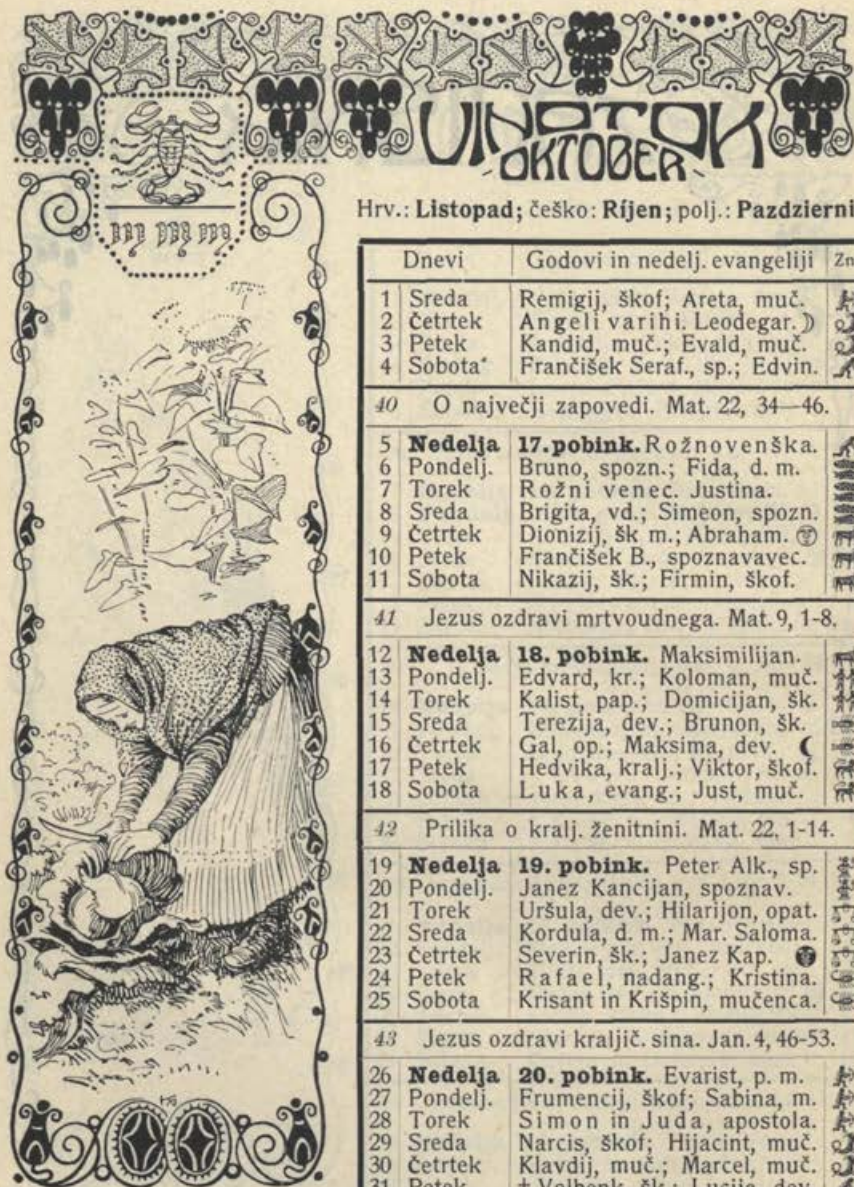 VINOTOK
OKTOBER
Hrv.: Listopad; češko: Ríjen; polj.: Pazdzierni
Dnevi Godovi in nedelj. evangeliji Zn
1 Sreda Remigij, škof; Areta, muč.
2 Četrtek Angeli varihi. Leodegar.
3 Petek Kandid, muč.; Evald, muč.
4 Sobota Frančišek Seraf., sp.; Edvin.
40 O največji zapovedi. Mat. 22, 34—46.
5 Nedelja 17. pobink. Rožnovenška.
6 Pondelj. Bruno, spozn.; Fida, d. m.
7 Torek Rožni venec. Justina.
8 Sreda Brigita, vd.; Simeon, spozn.
9 Četrtek Dionizij, šk m.; Abraham.
10 Petek Frančišek B., spoznavavec.
11 Sobota Nikazij, šk.; Firmin, škof.
41 Jezus ozdravi mrtvoudnega. Mat. 9, 1-8.
12 Nedelja 18. pobink. Maksimilijan.
13 Pondelj. Edvard, kr.; Koloman, muč.
14 Torek Kalist, pap.; Domicijan, šk.
15 Sreda Terezija, dev.; Brunon, šk.
16 Četrtek Gal, op.; Maksima, dev.
17 Petek Hedvika, kralj.; Viktor, škof.
18 Sobota Luka, evang.; Just, muč.
42 Prilika o kralj. ženitnini. Mat. 22, 1-14.
19 Nedelja 19. pobink. Peter Alk., sp.
20 Pondelj. Janez Kancijan, spoznav.
21 Torek Uršula, dev.; Hilarijon, opat.
22 Sreda Kordula, d. m.; Mar. Saloma.
23 Četrtek Severin, šk.; Janez Kap.
24 Petek Rafael, nadang.; Kristina.
25 Sobota Krisant in Krišpin, mučenca.
43 Jezus ozdravi kraljič. sina. Jan. 4, 46-53.
26 Nedelja 20. pobink. Evarist, p. m.
27 Pondelj. Frumencij, škof; Sabina, m.
28 Torek Simon in Juda, apostola.
29 Sreda Narcis, škof; Hijacint, muč.
30 Četrtek Klavdij, muč.; Marcel, muč.
31 Petek † Volbenk, šk.; Lucija, dev.